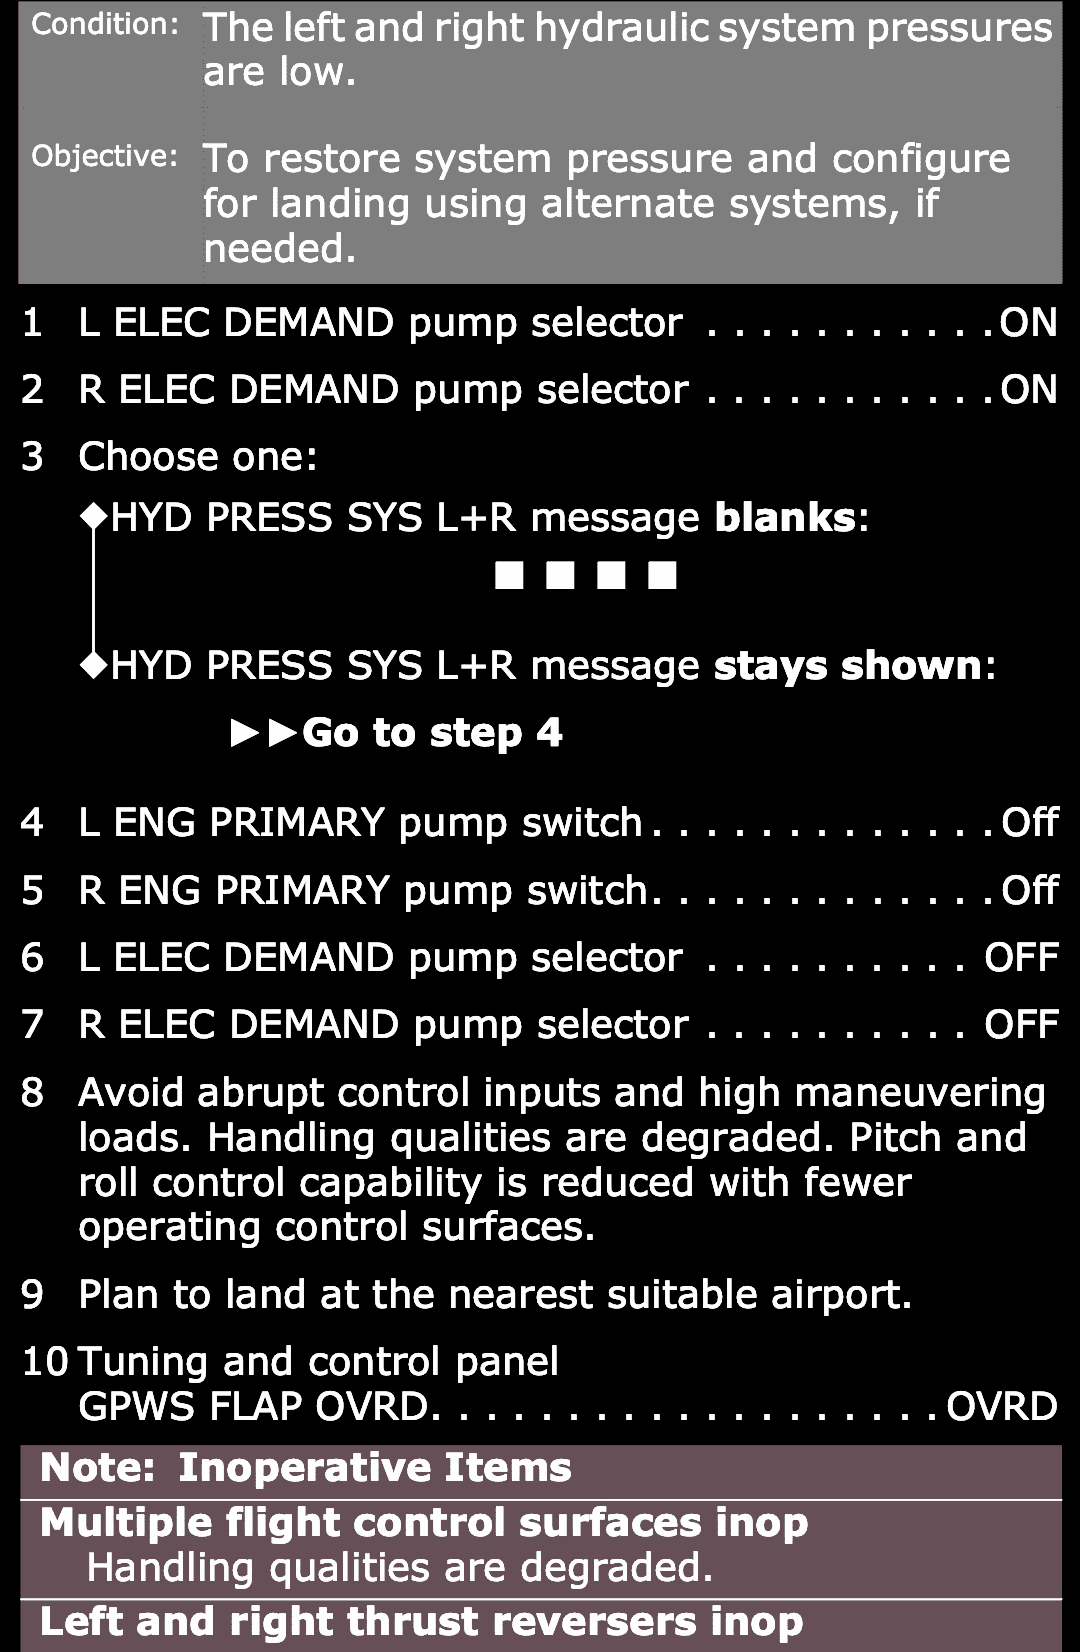 Condition: The left and right hydraulic system pressures
are low.
Objective: To restore system pressure and configure
for landing using alternate systems, if
needed.
1 L ELEC DEMAND pump selector . . . . . . . . . . . ON
2 R ELEC DEMAND pump selector . . . . . . . . . . . ON
3 Choose one:
◆HYD PRESS SYS L+R message blanks:
■ ■ ■ ■
◆HYD PRESS SYS L+R message stays shown:
▶▶Go to step 4
4 L ENG PRIMARY pump switch. . . . . . . . . . . . . Off
5 R ENG PRIMARY pump switch. . . . . . . . . . . . . Off
6 L ELEC DEMAND pump selector . . . . . . . . . . OFF
7 R ELEC DEMAND pump selector . . . . . . . . . . OFF
8 Avoid abrupt control inputs and high maneuvering
loads. Handling qualities are degraded. Pitch and
roll control capability is reduced with fewer
operating control surfaces.
9 Plan to land at the nearest suitable airport.
10 Tuning and control panel
GPWS FLAP OVRD. . . . . . . . . . . . . . . . . . . OVRD
Note: Inoperative Items
Multiple flight control surfaces inop
Handling qualities are degraded.
Left and right thrust reversers inop